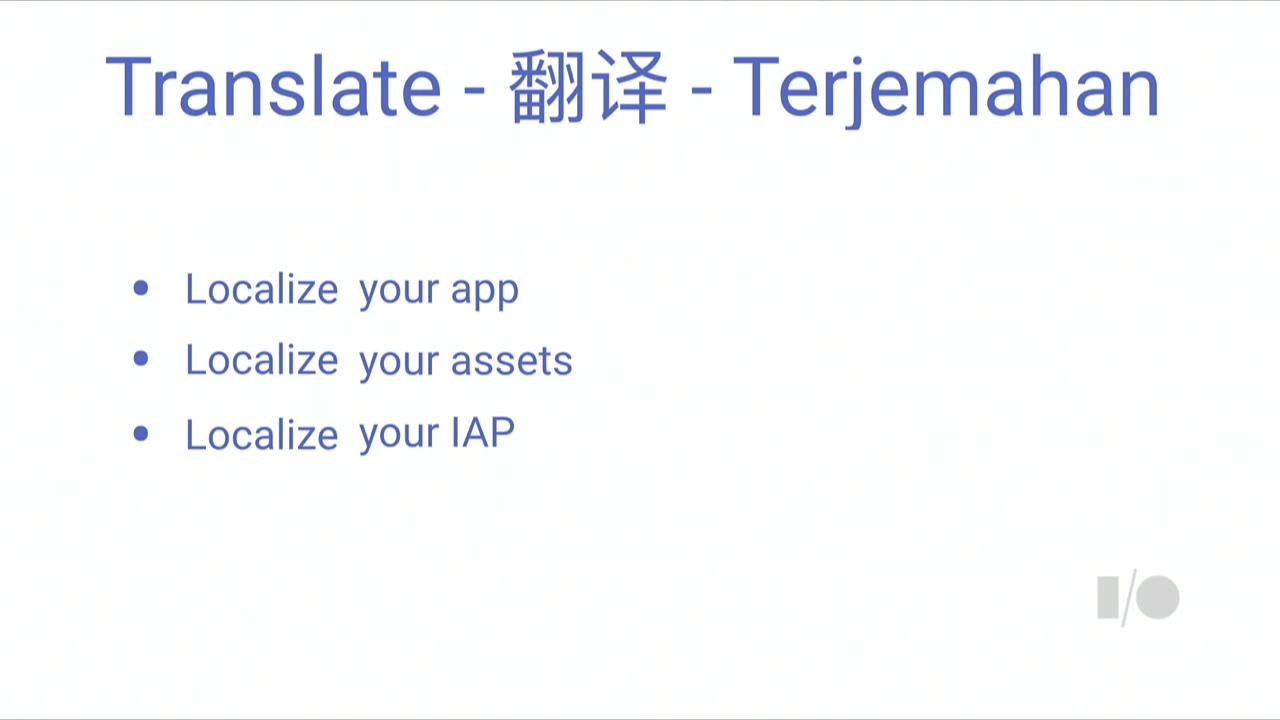 Translate - 翻译 - Terjemahan
• Localize your app
• Localize your assets
• Localize your IAP
I/O